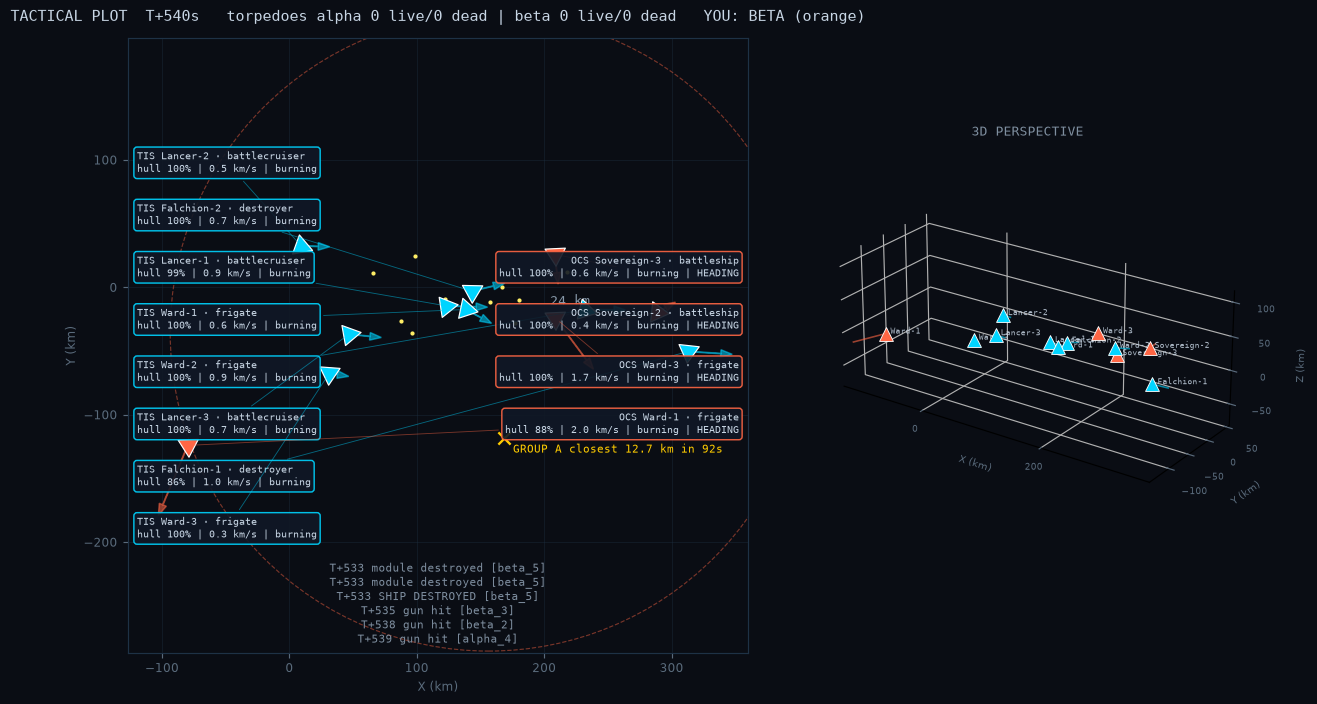 TACTICAL PLOT  T+540s   torpedoes alpha 0 live/0 dead | beta 0 live/0 dead   YOU: BETA (orange)
TIS Lancer-2 · battlecruiser
hull 100% | 0.5 km/s | burning
TIS Falchion-2 · destroyer
hull 100% | 0.7 km/s | burning
TIS Lancer-1 · battlecruiser
hull 99% | 0.9 km/s | burning
TIS Ward-1 · frigate
hull 100% | 0.6 km/s | burning
TIS Ward-2 · frigate
hull 100% | 0.9 km/s | burning
TIS Lancer-3 · battlecruiser
hull 100% | 0.7 km/s | burning
TIS Falchion-1 · destroyer
hull 86% | 1.0 km/s | burning
TIS Ward-3 · frigate
hull 100% | 0.3 km/s | burning
OCS Sovereign-3 · battleship
hull 100% | 0.6 km/s | burning | HEADING
24 km
OCS Sovereign-2 · battleship
hull 100% | 0.4 km/s | burning | HEADING
OCS Ward-3 · frigate
hull 100% | 1.7 km/s | burning | HEADING
OCS Ward-1 · frigate
hull 88% | 2.0 km/s | burning | HEADING
GROUP A closest 12.7 km in 92s
T+533 module destroyed [beta_5]
T+533 module destroyed [beta_5]
T+533 SHIP DESTROYED [beta_5]
T+535 gun hit [beta_3]
T+538 gun hit [beta_2]
T+539 gun hit [alpha_4]
100
0
−100
−200
Y (km)
−100
0
100
200
300
X (km)
3D PERSPECTIVE
Lancer-2
Ward-1
Lancer-3
Ward-3
Sovereign-2
Falchion-1
0
200
X (km)
−100
−50
0
50
Y (km)
100
50
0
−50
Z (km)